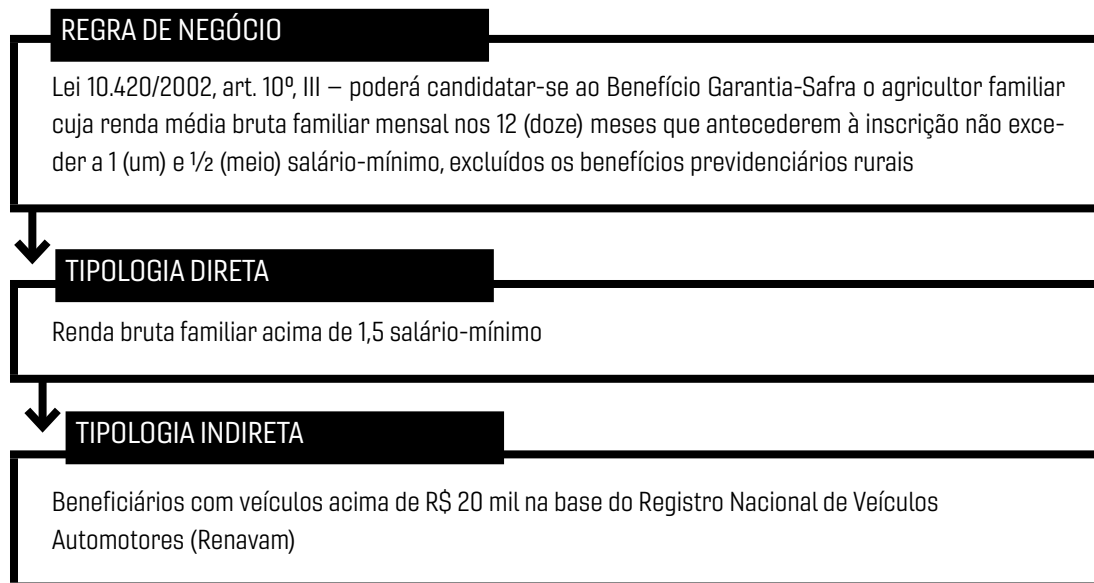 REGRA DE NEGÓCIO
Lei 10.420/2002, art. 10º, III – poderá candidatar-se ao Benefício Garantia-Safra o agricultor familiar
cuja renda média bruta familiar mensal nos 12 (doze) meses que antecederem à inscrição não exce-
der a 1 (um) e ½ (meio) salário-mínimo, excluídos os benefícios previdenciários rurais
TIPOLOGIA DIRETA
Renda bruta familiar acima de 1,5 salário-mínimo
TIPOLOGIA INDIRETA
Beneficiários com veículos acima de R$ 20 mil na base do Registro Nacional de Veículos
Automotores (Renavam)